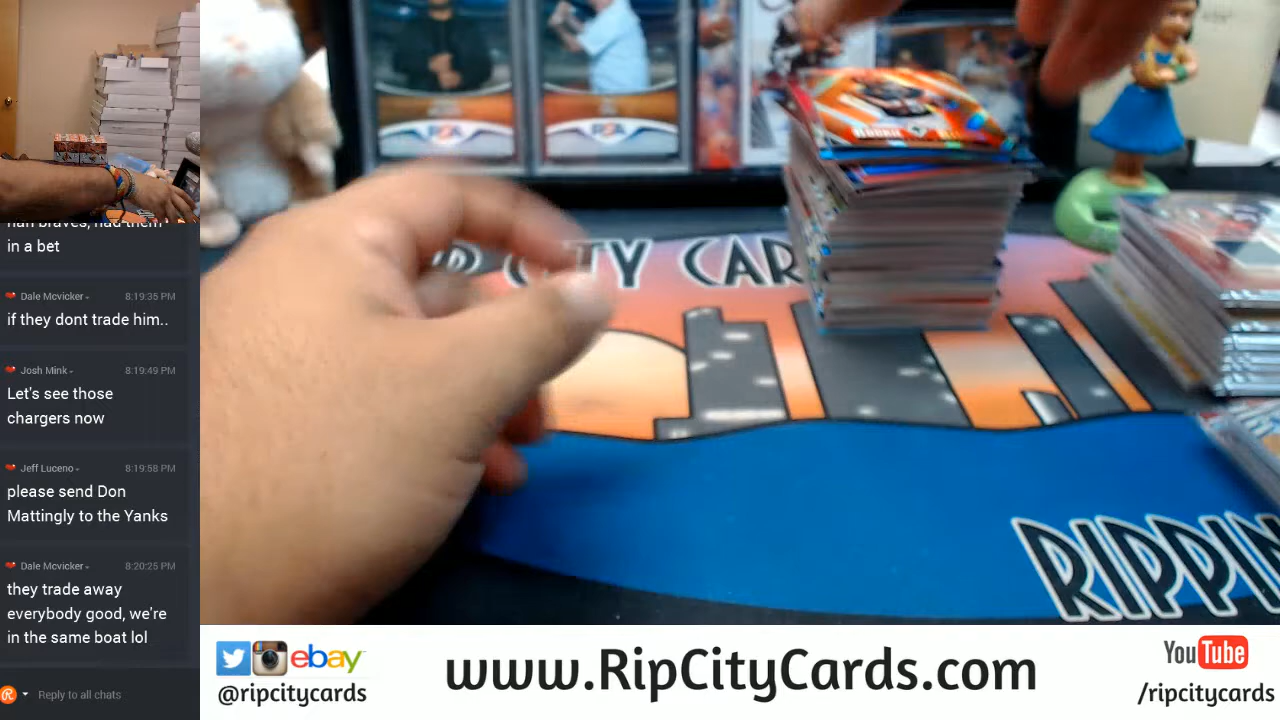 in a bet
Dale Mcvicker 8:19:35 PM
if they dont trade him..
Josh Mink 8:19:49 PM
Let's see those
chargers now
Jeff Luceno 8:19:58 PM
please send Don
Mattingly to the Yanks
Dale Mcvicker 8:20:25 PM
they trade away
everybody good, we're
in the same boat lol
Reply to all chats
CITY CAR
RIPPIN
ebay
@ripcitycards
www.RipCityCards.com
YouTube
/ripcitycards